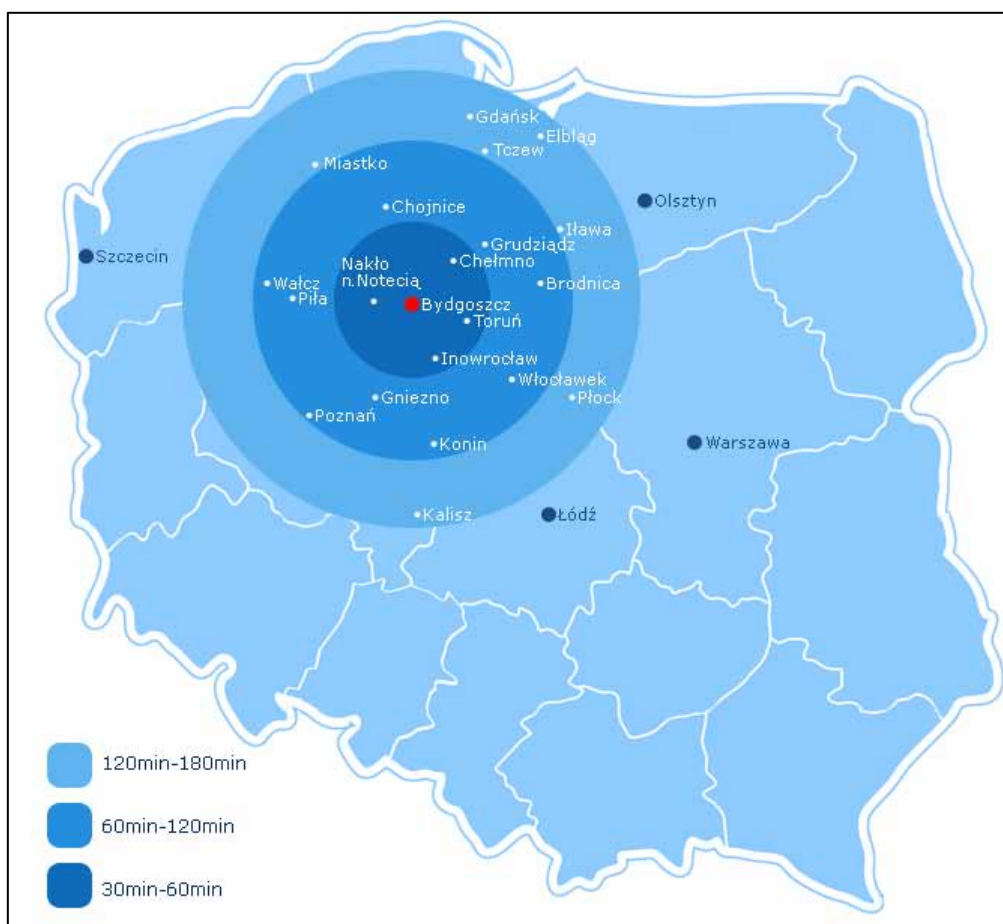 Gdańsk
Elbląg
Tczew
Miastko
Olsztyn
Chojnice
Iława
Grudziądz
Szczecin
Chełmno
Nakło
n.Notecią
Wałcz
Brodnica
Piła
Bydgoszcz
Toruń
Inowrocław
Włocławek
Gniezno
Płock
Poznań
Konin
Warszawa
Kalisz
Łódź
120min-180min
60min-120min
30min-60min